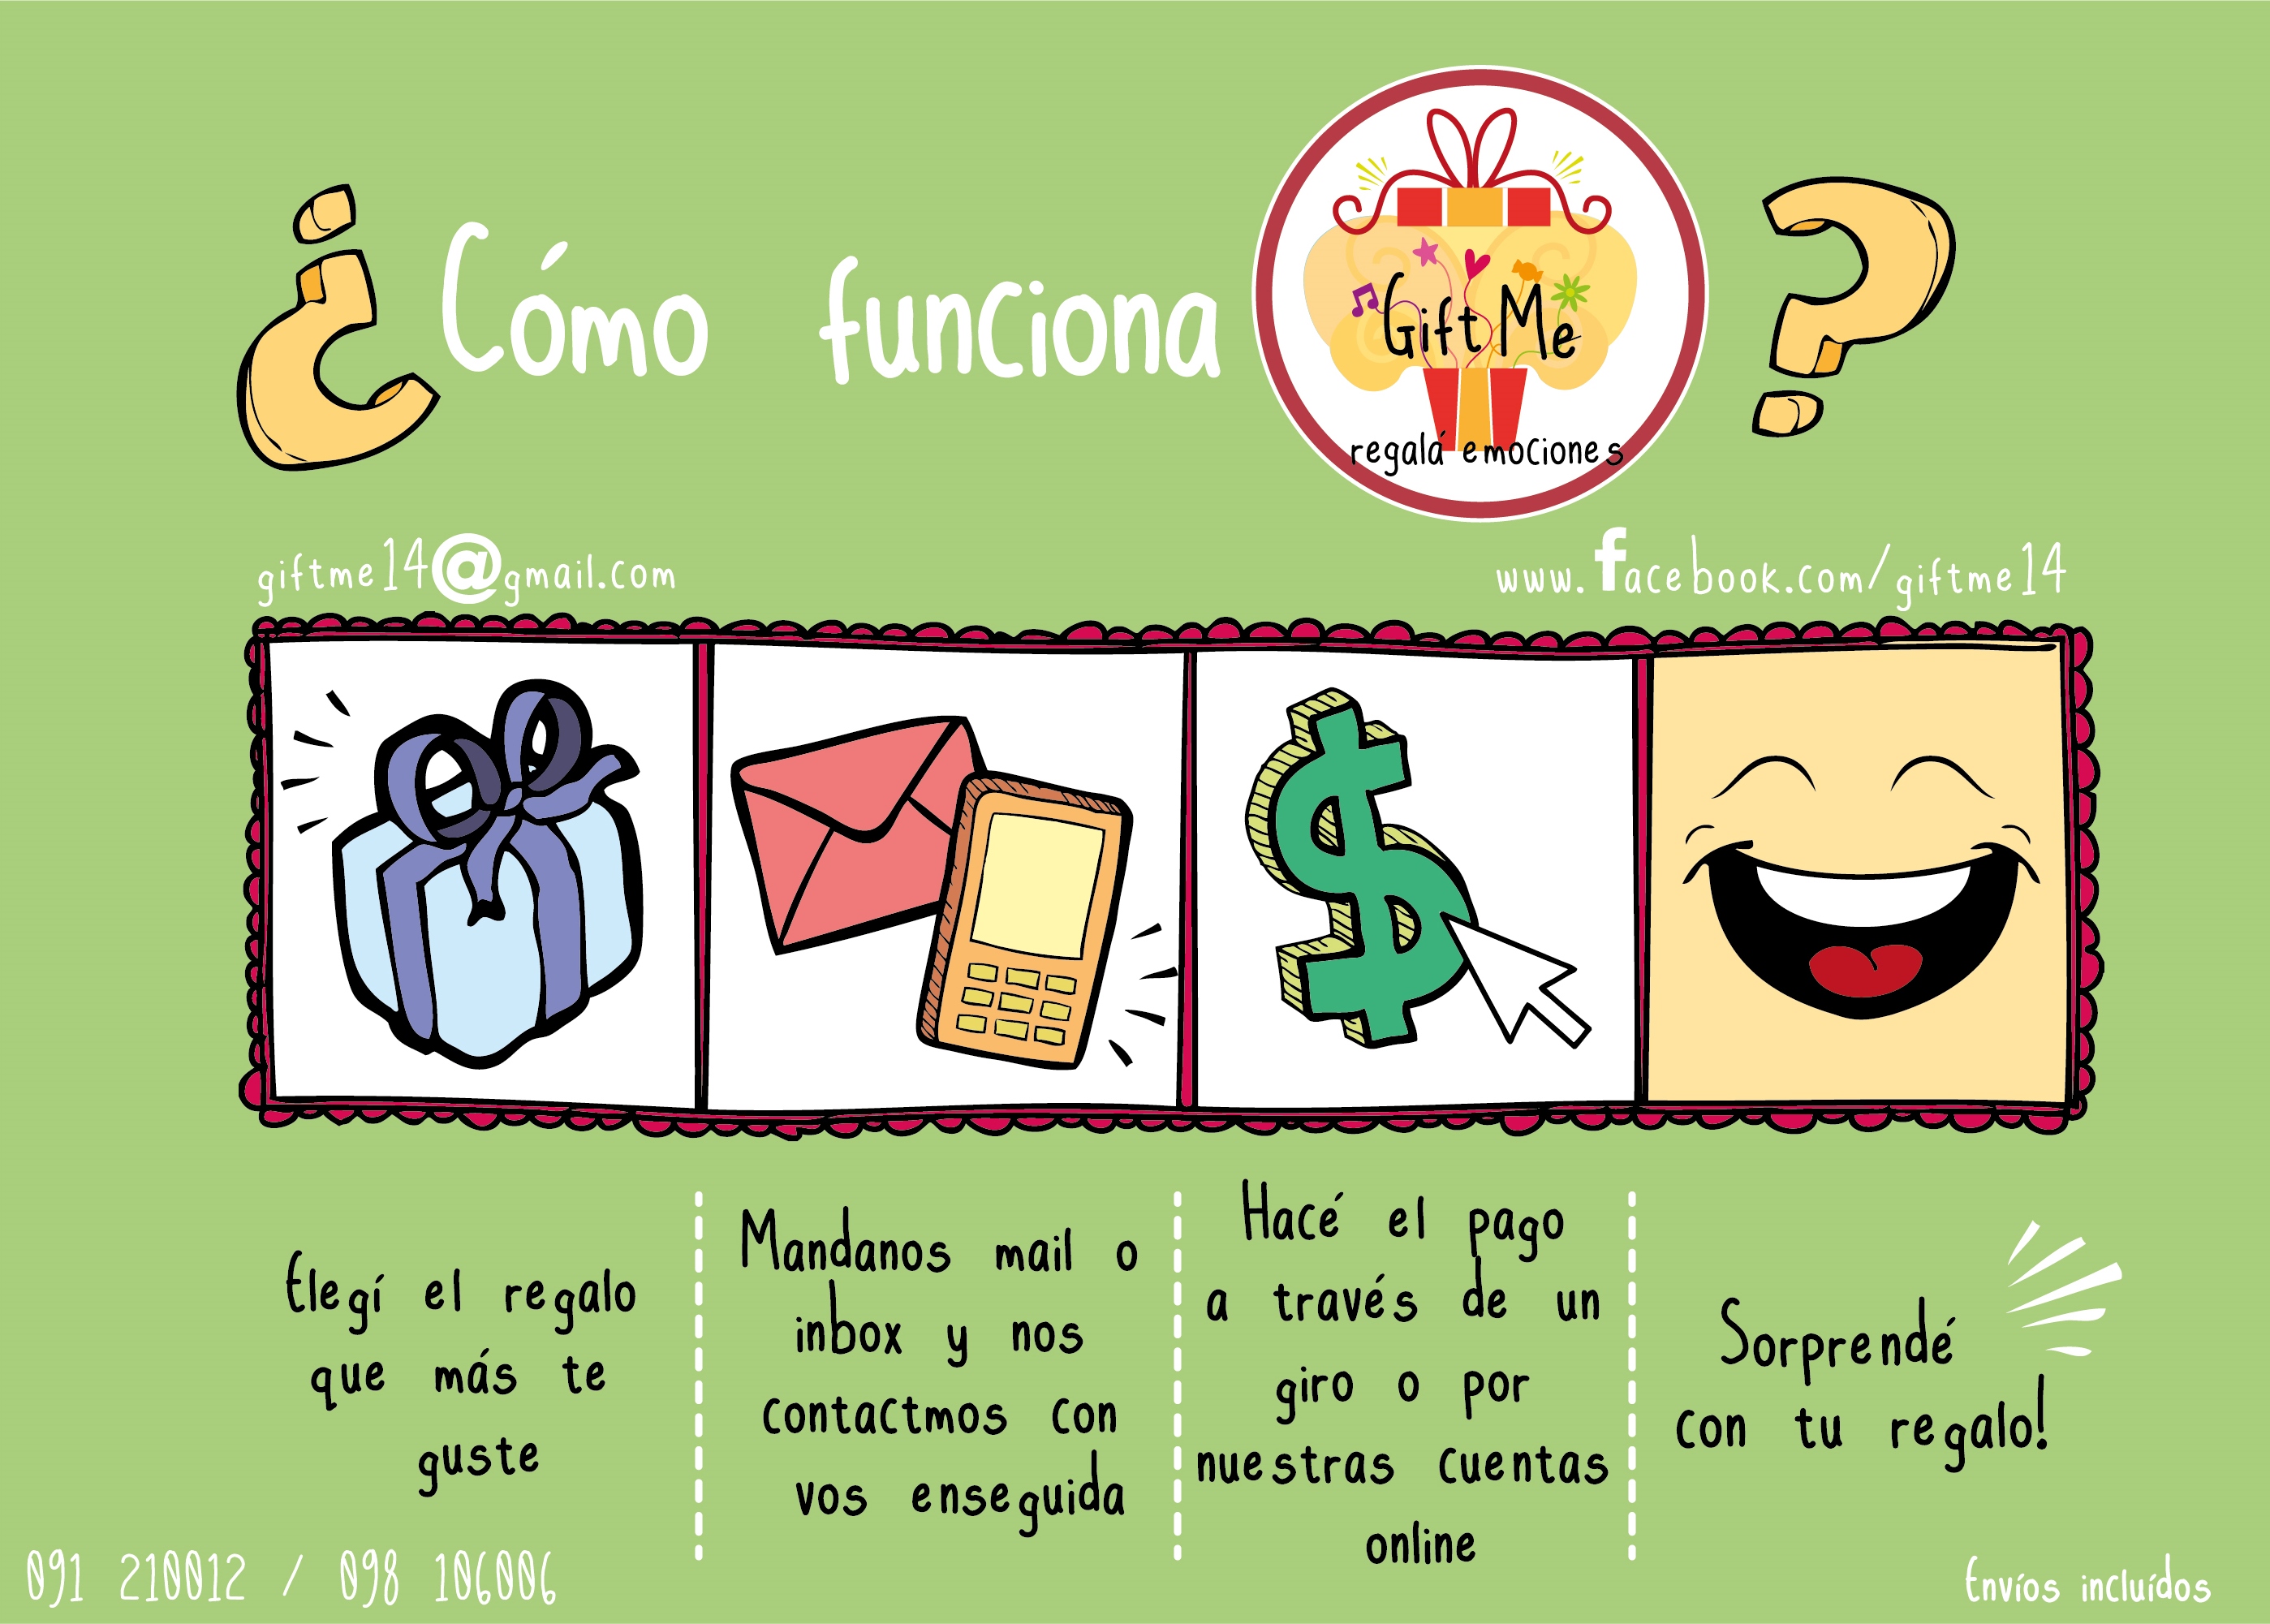 ¿Cómo funciona
Gift Me
regalá emociones
?
giftme14@gmail.com
www.facebook.com/giftme14
Elegí el regalo
que más te
guste
Mandanos mail o
inbox y nos
contactmos con
vos enseguida
Hacé el pago
a través de un
giro o por
nuestras cuentas
online
Sorprendé
con tu regalo!
091 210012 / 098 106006
Envíos incluídos